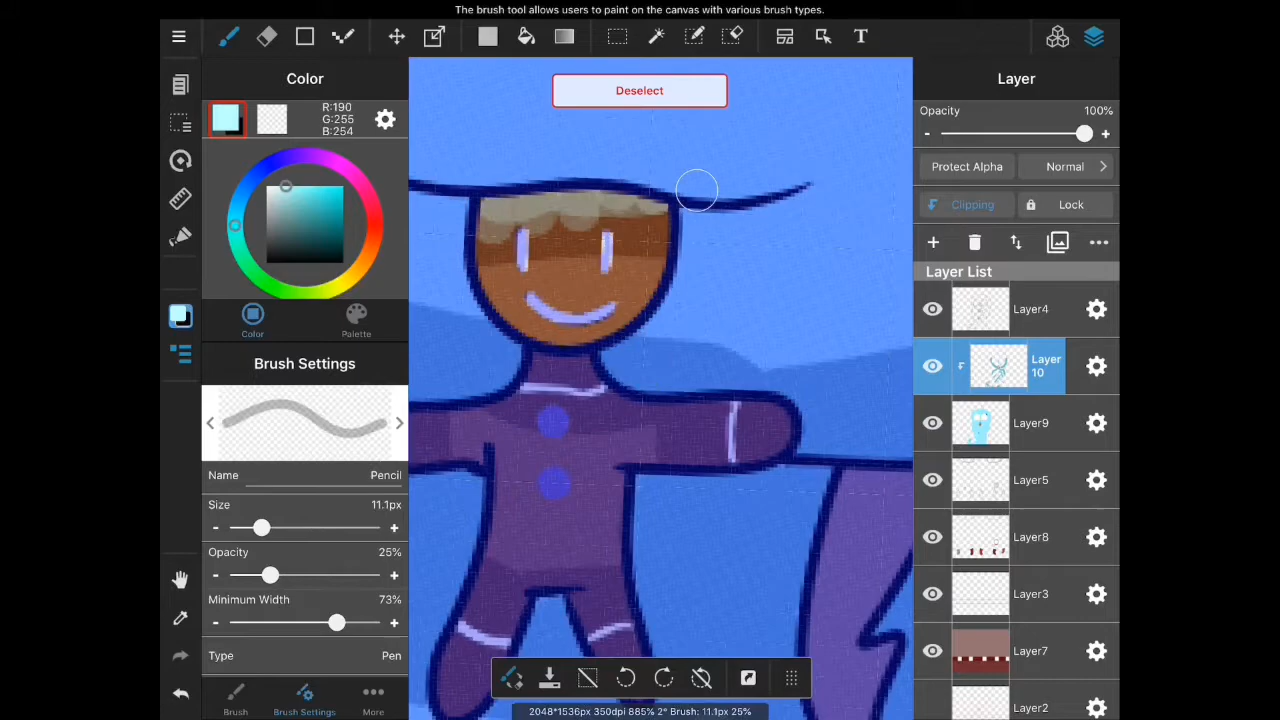 The brush tool allows users to paint on the canvas with various brush types.
T
Color
Deselect
Layer
R:190
G:255
B:254
Opacity
100%
-
+
Protect Alpha
Normal
Clipping
Lock
Layer List
Layer4
Color
Palette
Layer
10
Brush Settings
Layer9
Name
Pencil
Layer5
Size
11.1px
-
+
Layer8
Opacity
25%
-
+
Minimum Width
73%
Layer3
-
+
Type
Pen
Layer7
Brush
Brush Settings
More
Layer2
2048*1536px 350dpi 885% 2° Brush: 11.1px 25%